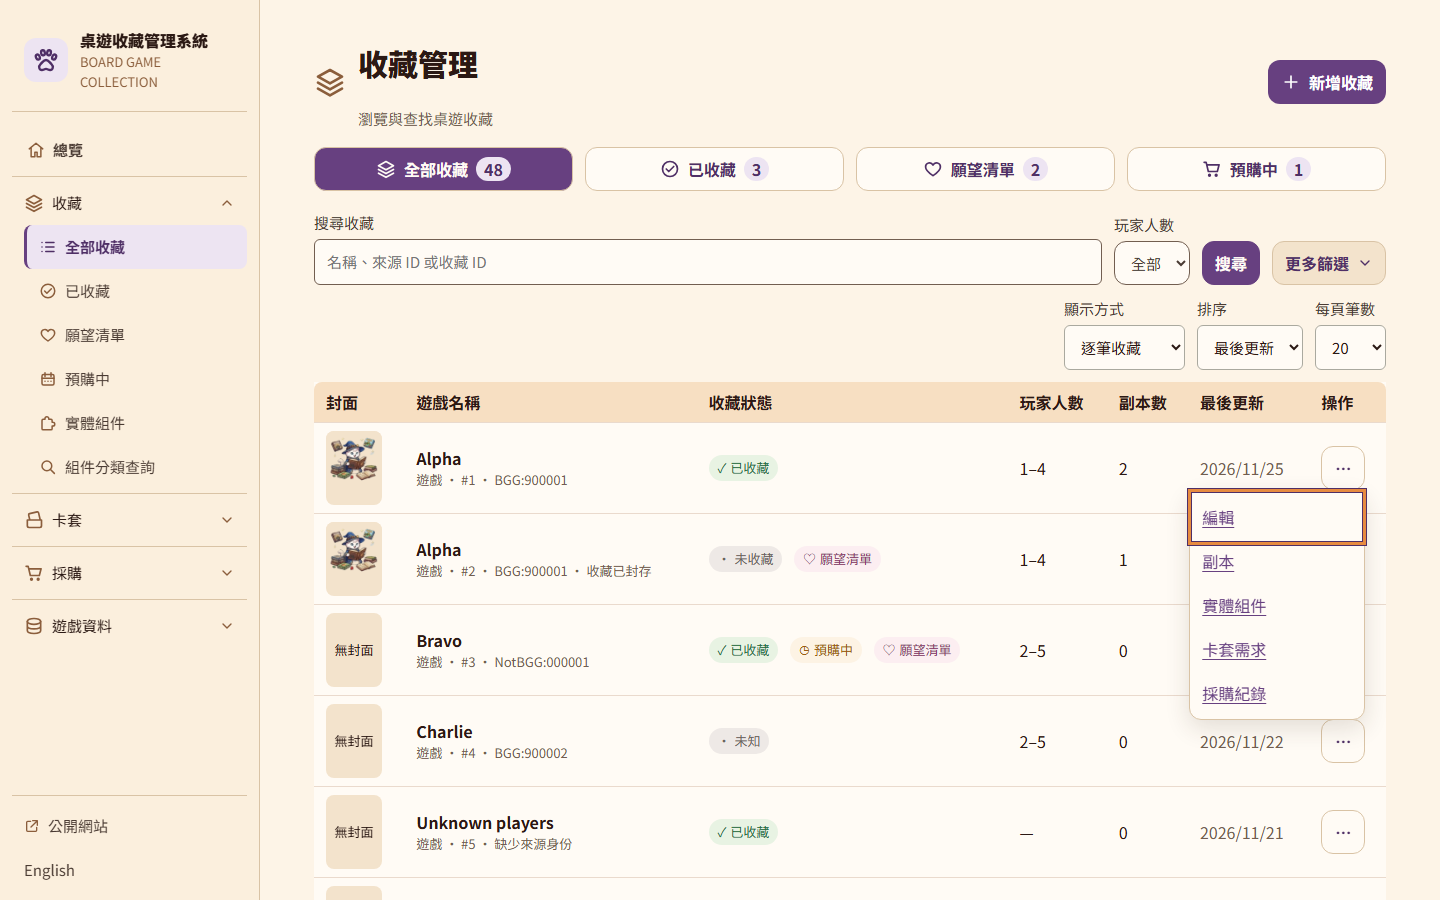 桌遊收藏管理系統
BOARD GAME
COLLECTION
總覽
收藏
全部收藏
已收藏
願望清單
預購中
實體組件
組件分類查詢
卡套
採購
遊戲資料
公開網站
English
收藏管理
瀏覽與查找桌遊收藏
新增收藏
全部收藏 48
已收藏 3
願望清單 2
預購中 1
搜尋收藏
名稱、來源 ID 或收藏 ID
玩家人數
全部
搜尋
更多篩選
顯示方式
逐筆收藏
排序
最後更新
每頁筆數
20
封面 遊戲名稱 收藏狀態 玩家人數 副本數 最後更新 操作
Alpha
遊戲 · #1 · BGG:900001
✓ 已收藏
1–4
2
2026/11/25
...
Alpha
遊戲 · #2 · BGG:900001 · 收藏已封存
· 未收藏
♡ 願望清單
1–4
1
編輯
副本
實體組件
卡套需求
採購紀錄
無封面
Bravo
遊戲 · #3 · NotBGG:000001
✓ 已收藏
◷ 預購中
♡ 願望清單
2–5
0
無封面
Charlie
遊戲 · #4 · BGG:900002
· 未知
2–5
0
2026/11/22
...
無封面
Unknown players
遊戲 · #5 · 缺少來源身份
✓ 已收藏
—
0
2026/11/21
...